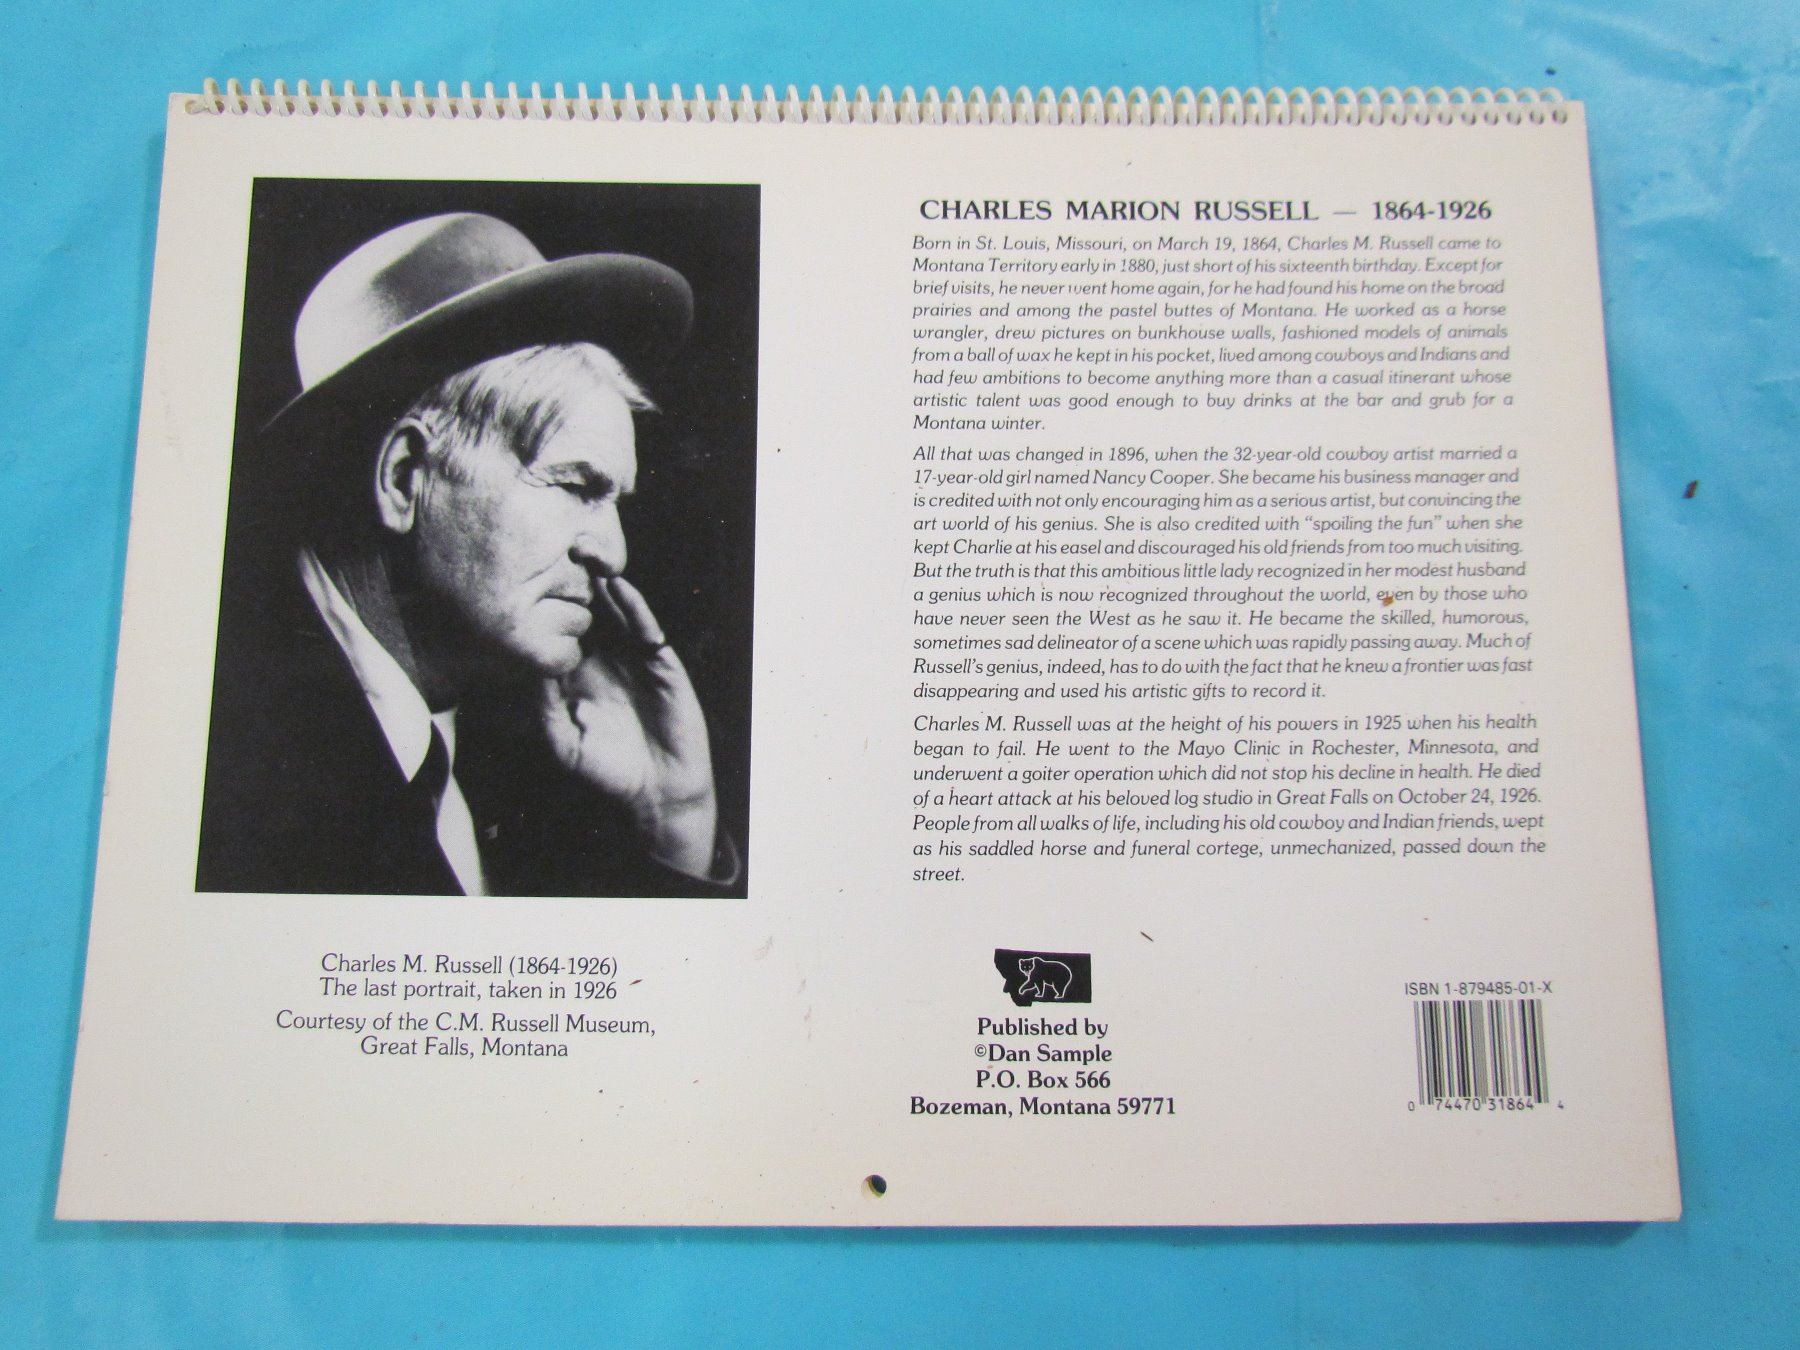 CHARLES MARION RUSSELL — 1864-1926
Born in St. Louis, Missouri, on March 19, 1864, Charles M. Russell came to
Montana Territory early in 1880, just short of his sixteenth birthday. Except for
brief visits, he never went home again, for he had found his home on the broad
prairies and among the pastel buttes of Montana. He worked as a horse
wrangler, drew pictures on bunkhouse walls, fashioned models of animals
from a ball of wax he kept in his pocket, lived among cowboys and Indians and
had few ambitions to become anything more than a casual itinerant whose
artistic talent was good enough to buy drinks at the bar and grub for a
Montana winter.
All that was changed in 1896, when the 32-year-old cowboy artist married a
17-year-old girl named Nancy Cooper. She became his business manager and
is credited with not only encouraging him as a serious artist, but convincing the
art world of his genius. She is also credited with “spoiling the fun” when she
kept Charlie at his easel and discouraged his old friends from too much visiting.
But the truth is that this ambitious little lady recognized in her modest husband
a genius which is now recognized throughout the world, even by those who
have never seen the West as he saw it. He became the skilled, humorous,
sometimes sad delineator of a scene which was rapidly passing away. Much of
Russell's genius, indeed, has to do with the fact that he knew a frontier was fast
disappearing and used his artistic gifts to record it.
Charles M. Russell was at the height of his powers in 1925 when his health
began to fail. He went to the Mayo Clinic in Rochester, Minnesota, and
underwent a goiter operation which did not stop his decline in health. He died
of a heart attack at his beloved log studio in Great Falls on October 24, 1926.
People from all walks of life, including his old cowboy and Indian friends, wept
as his saddled horse and funeral cortege, unmechanized, passed down the
street.
Charles M. Russell (1864-1926)
The last portrait, taken in 1926
Courtesy of the C.M. Russell Museum,
Great Falls, Montana
Published by
©Dan Sample
P.O. Box 566
Bozeman, Montana 59771
ISBN 1-879485-01-X
0 74470 31864 4